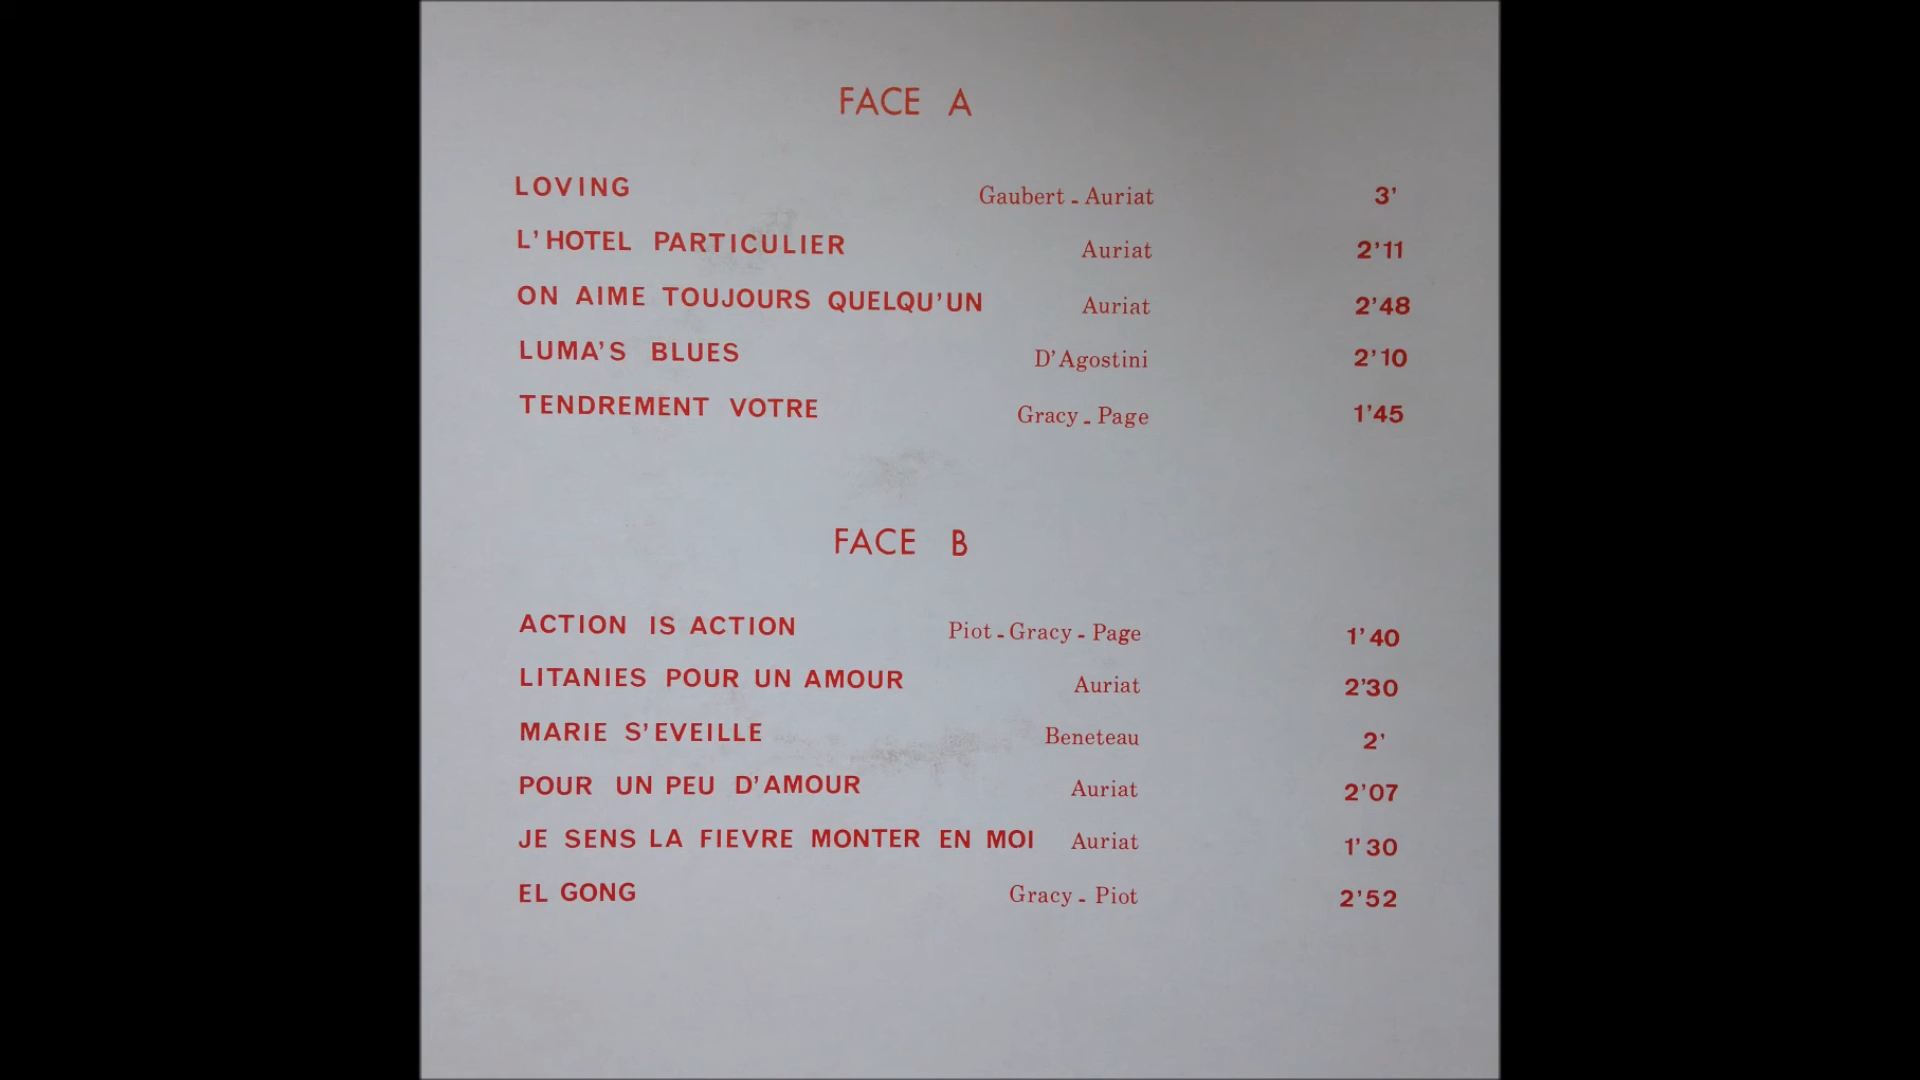 FACE A
LOVING Gaubert - Auriat 3'
L'HOTEL PARTICULIER Auriat 2'11
ON AIME TOUJOURS QUELQU'UN Auriat 2'48
LUMA'S BLUES D'Agostini 2'10
TENDREMENT VOTRE Gracy - Page 1'45
FACE B
ACTION IS ACTION Piot - Gracy - Page 1'40
LITANIES POUR UN AMOUR Auriat 2'30
MARIE S'EVEILLE Beneteau 2'
POUR UN PEU D'AMOUR Auriat 2'07
JE SENS LA FIEVRE MONTER EN MOI Auriat 1'30
EL GONG Gracy - Piot 2'52